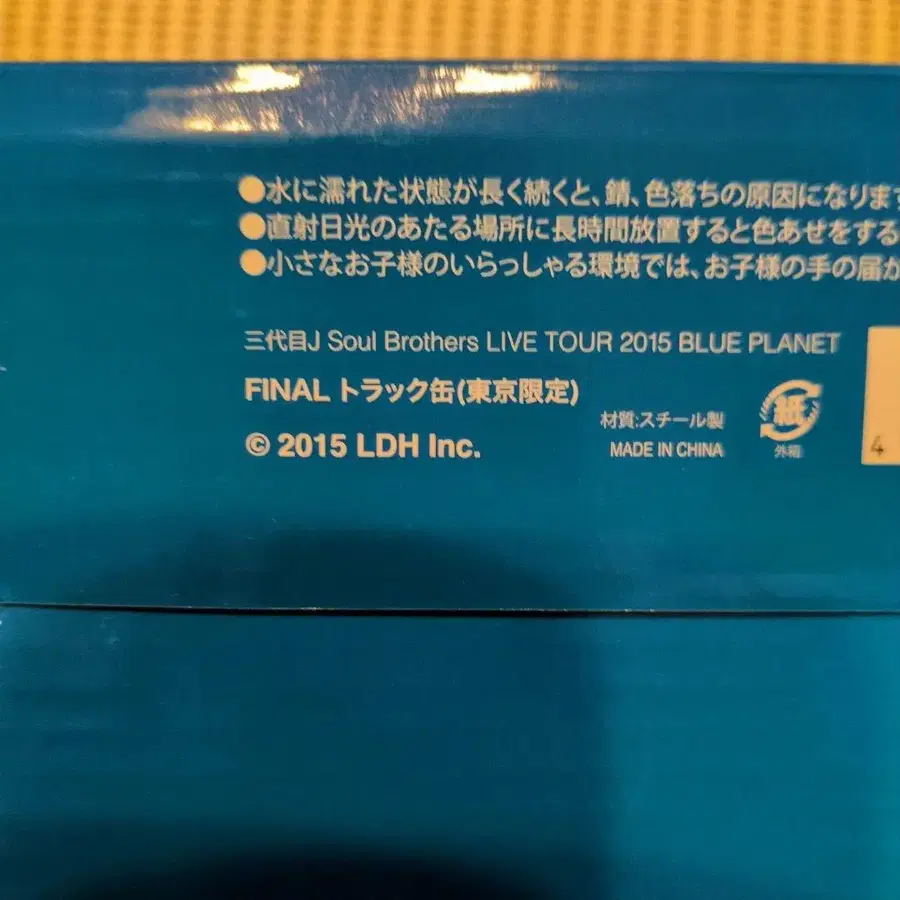 ●水に濡れた状態が長く続くと、錆、色落ちの原因になります
●直射日光のあたる場所に長時間放置すると色あせをする
●小さなお子様のいらっしゃる環境では、お子様の手の届か
三代目J Soul Brothers LIVE TOUR 2015 BLUE PLANET
FINAL トラック缶(東京限定)
© 2015 LDH Inc.
材質:スチール製
MADE IN CHINA
紙
外箱
4